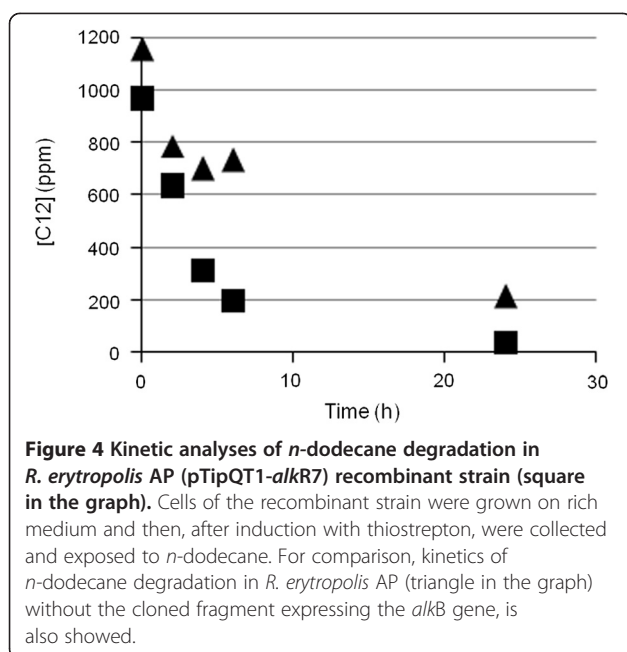 1200
1000
800
600
400
200
0
[C12] (ppm)
0 10 20 30
Time (h)
Figure 4 Kinetic analyses of n-dodecane degradation in
R. erytropolis AP (pTipQT1-alkR7) recombinant strain (square
in the graph). Cells of the recombinant strain were grown on rich
medium and then, after induction with thiostrepton, were collected
and exposed to n-dodecane. For comparison, kinetics of
n-dodecane degradation in R. erytropolis AP (triangle in the graph)
without the cloned fragment expressing the alkB gene, is
also showed.